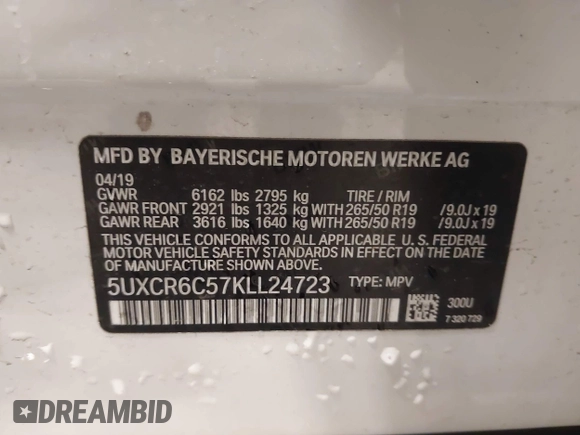 MFD BY BAYERISCHE MOTOREN WERKE AG
04/19
GVWR 6162 lbs 2795 kg TIRE / RIM
GAWR FRONT 2921 lbs 1325 kg WITH 265/50 R19 /9.0J x 19
GAWR REAR 3616 lbs 1640 kg WITH 265/50 R19 /9.0J x 19
THIS VEHICLE CONFORMS TO ALL APPLICABLE U. S. FEDERAL
MOTOR VEHICLE SAFETY STANDARDS IN EFFECT ON THE DATE
OF MANUFACTURE SHOWN ABOVE.
5UXCR6C57KLL24723 TYPE: MPV
300U
7 320 729
DREAMBID